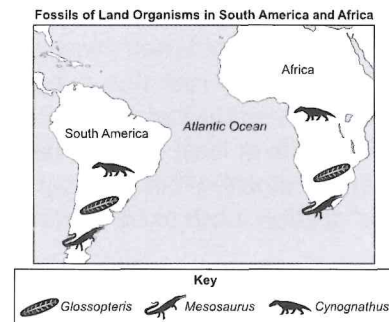 Fossils of Land Organisms in South America and Africa
Africa
Atlantic Ocean
South America
Key
Glossopteris Mesosaurus Cynognathus